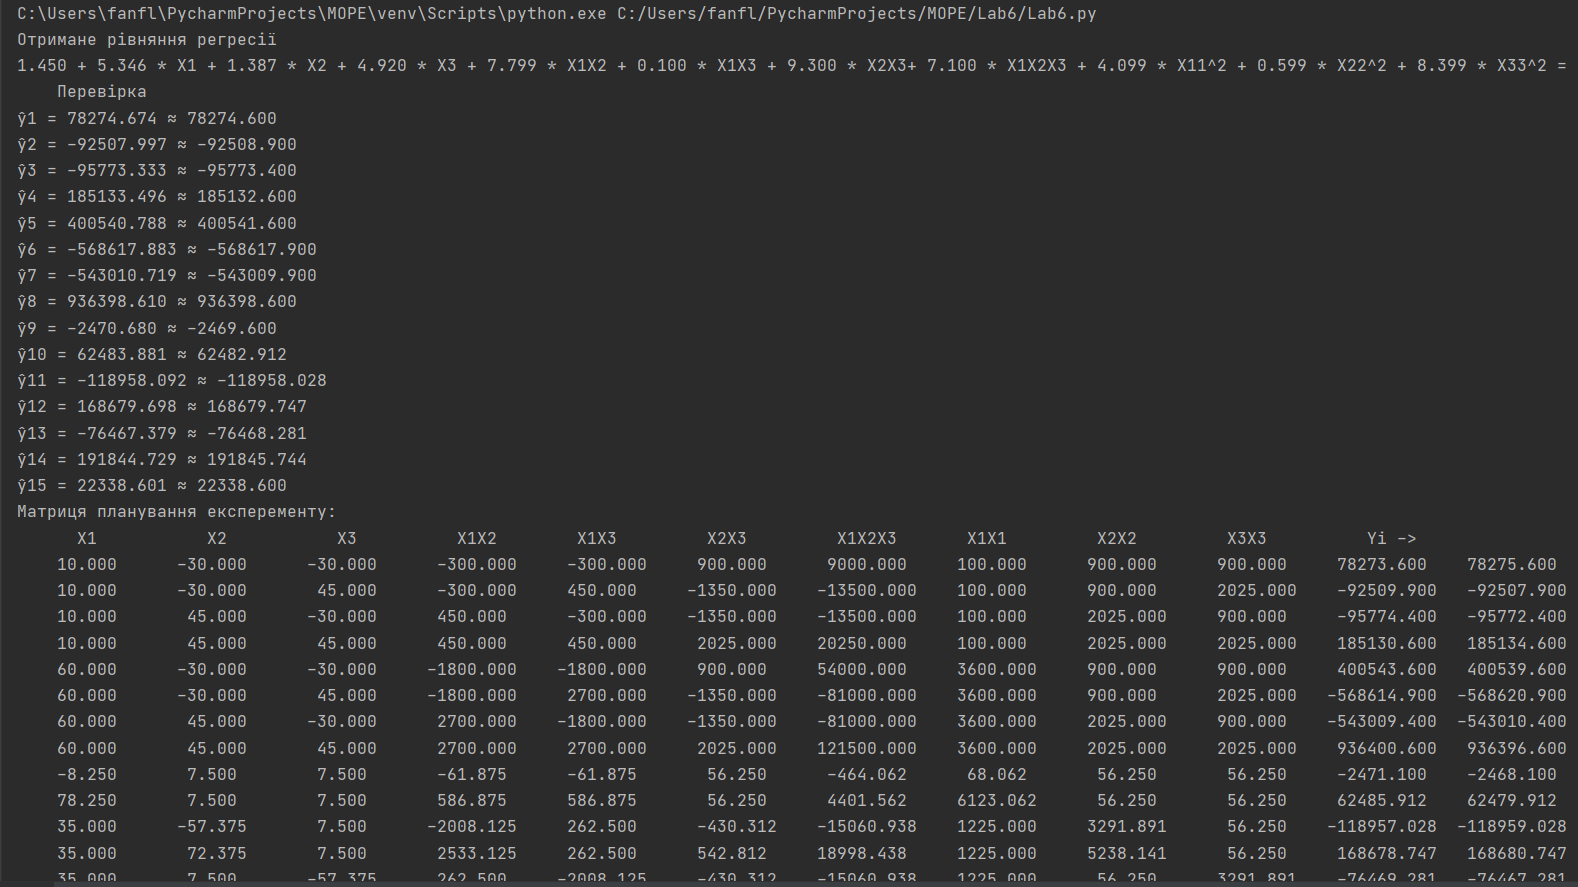 C:\Users\fanfl\PycharmProjects\MOPE\venv\Scripts\python.exe C:/Users/fanfl/PycharmProjects/MOPE/Lab6/Lab6.py
Отримане рівняння регресії
1.450 + 5.346 * X1 + 1.387 * X2 + 4.920 * X3 + 7.799 * X1X2 + 0.100 * X1X3 + 9.300 * X2X3+ 7.100 * X1X2X3 + 4.099 * X11^2 + 0.599 * X22^2 + 8.399 * X33^2 =
Перевірка
ŷ1 = 78274.674 ≈ 78274.600
ŷ2 = -92507.997 ≈ -92508.900
ŷ3 = -95773.333 ≈ -95773.400
ŷ4 = 185133.496 ≈ 185132.600
ŷ5 = 400540.788 ≈ 400541.600
ŷ6 = -568617.883 ≈ -568617.900
ŷ7 = -543010.719 ≈ -543009.900
ŷ8 = 936398.610 ≈ 936398.600
ŷ9 = -2470.680 ≈ -2469.600
ŷ10 = 62483.881 ≈ 62482.912
ŷ11 = -118958.092 ≈ -118958.028
ŷ12 = 168679.698 ≈ 168679.747
ŷ13 = -76467.379 ≈ -76468.281
ŷ14 = 191844.729 ≈ 191845.744
ŷ15 = 22338.601 ≈ 22338.600
Матриця планування експеременту:
X1 X2 X3 X1X2 X1X3 X2X3 X1X2X3 X1X1 X2X2 X3X3 Yi ->
10.000 -30.000 -30.000 -300.000 -300.000 900.000 9000.000 100.000 900.000 900.000 78273.600 78275.600
10.000 -30.000 45.000 -300.000 450.000 -1350.000 -13500.000 100.000 900.000 2025.000 -92509.900 -92507.900
10.000 45.000 -30.000 450.000 -300.000 -1350.000 -13500.000 100.000 2025.000 900.000 -95774.400 -95772.400
10.000 45.000 45.000 450.000 450.000 2025.000 20250.000 100.000 2025.000 2025.000 185130.600 185134.600
60.000 -30.000 -30.000 -1800.000 -1800.000 900.000 54000.000 3600.000 900.000 900.000 400543.600 400539.600
60.000 -30.000 45.000 -1800.000 2700.000 -1350.000 -81000.000 3600.000 900.000 2025.000 -568614.900 -568620.900
60.000 45.000 -30.000 2700.000 -1800.000 -1350.000 -81000.000 3600.000 2025.000 900.000 -543009.400 -543010.400
60.000 45.000 45.000 2700.000 2700.000 2025.000 121500.000 3600.000 2025.000 2025.000 936400.600 936396.600
-8.250 7.500 7.500 -61.875 -61.875 56.250 -464.062 68.062 56.250 56.250 -2471.100 -2468.100
78.250 7.500 7.500 586.875 586.875 56.250 4401.562 6123.062 56.250 56.250 62485.912 62479.912
35.000 -57.375 7.500 -2008.125 262.500 -430.312 -15060.938 1225.000 3291.891 56.250 -118957.028 -118959.028
35.000 72.375 7.500 2533.125 262.500 542.812 18998.438 1225.000 5238.141 56.250 168678.747 168680.747
35.000 7.500 -57.375 262.500 -2008.125 -430.312 -15060.938 1225.000 56.250 3291.891 -76469.281 -76467.281